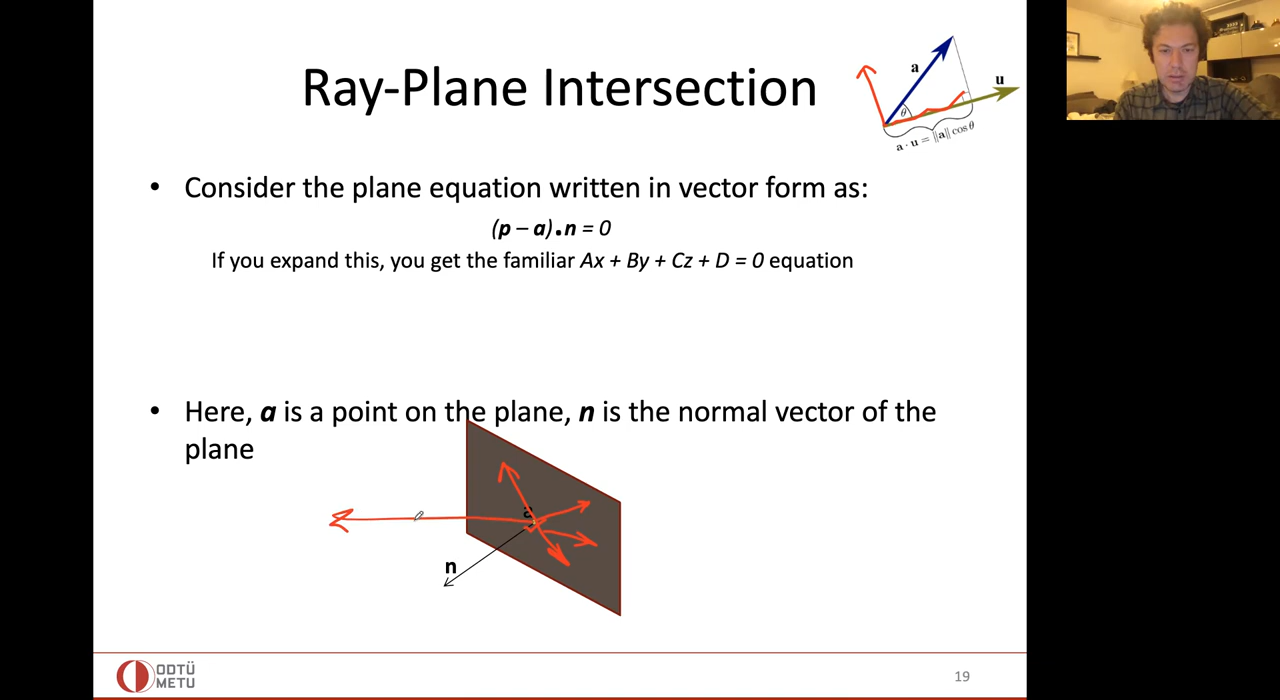 Ray-Plane Intersection
a
u
θ
a · u = ||a|| cos θ
• Consider the plane equation written in vector form as:
(p – a).n = 0
If you expand this, you get the familiar Ax + By + Cz + D = 0 equation
• Here, a is a point on the plane, n is the normal vector of the
plane
a
n
ODTÜ
METU
19